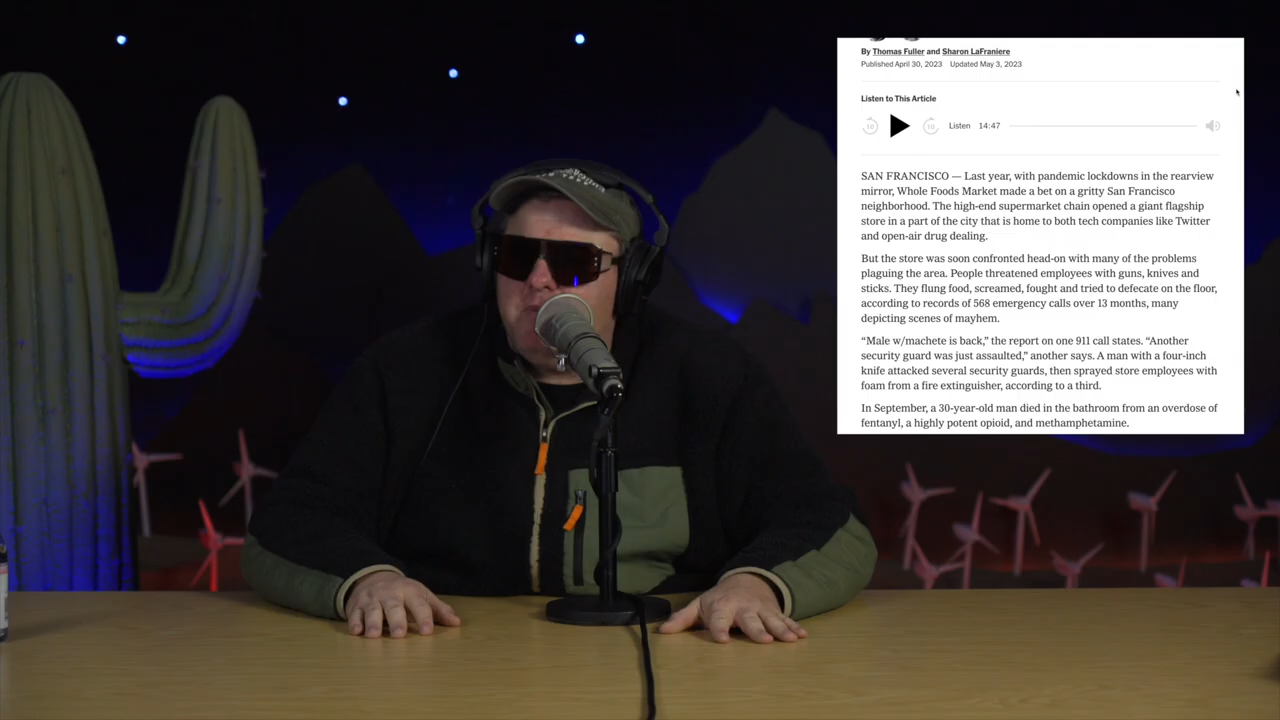 By Thomas Fuller and Sharon LaFraniere
Published April 30, 2023 Updated May 3, 2023
Listen to This Article
10
10
Listen 14:47
SAN FRANCISCO — Last year, with pandemic lockdowns in the rearview
mirror, Whole Foods Market made a bet on a gritty San Francisco
neighborhood. The high-end supermarket chain opened a giant flagship
store in a part of the city that is home to both tech companies like Twitter
and open-air drug dealing.
But the store was soon confronted head-on with many of the problems
plaguing the area. People threatened employees with guns, knives and
sticks. They flung food, screamed, fought and tried to defecate on the floor,
according to records of 568 emergency calls over 13 months, many
depicting scenes of mayhem.
“Male w/machete is back,” the report on one 911 call states. “Another
security guard was just assaulted,” another says. A man with a four-inch
knife attacked several security guards, then sprayed store employees with
foam from a fire extinguisher, according to a third.
In September, a 30-year-old man died in the bathroom from an overdose of
fentanyl, a highly potent opioid, and methamphetamine.